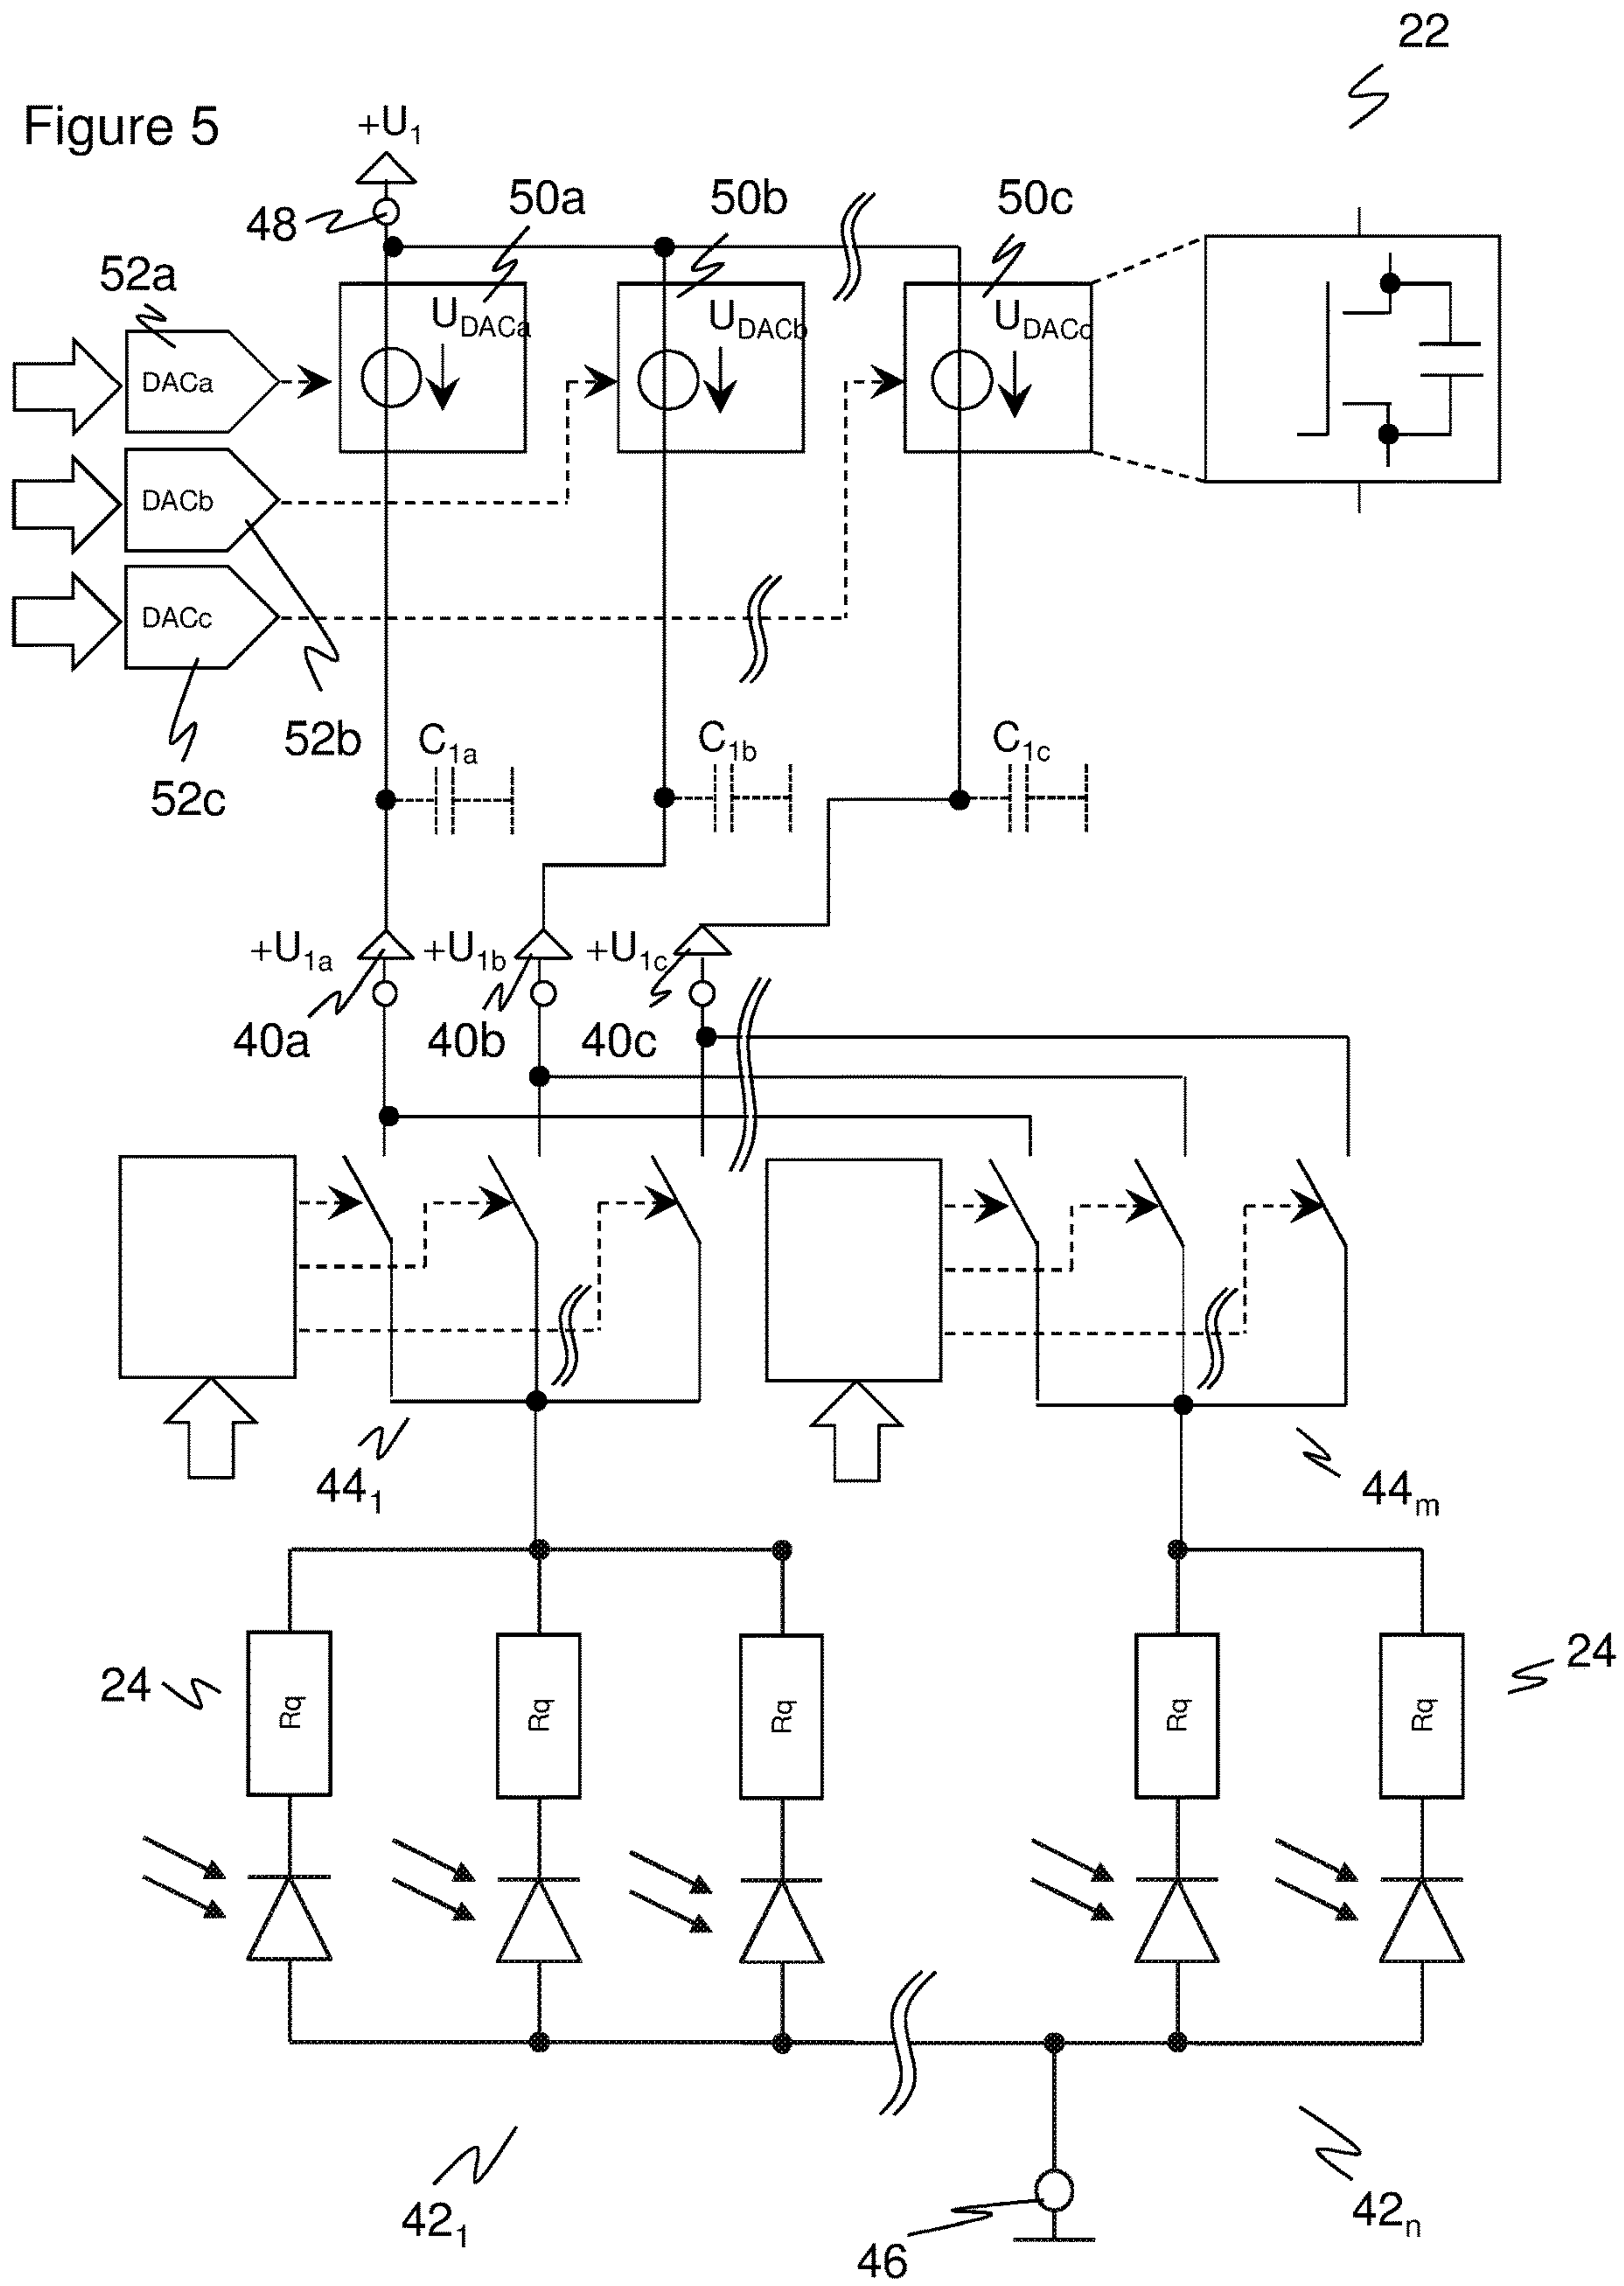 22
Figure 5
+U1
48
50a
50b
50c
52a
UDACa
UDACb
UDACc
DACa
DACb
DACc
52b
52c
C1a
C1b
C1c
+U1a
+U1b
+U1c
40a
40b
40c
441
44m
24
24
Rq
Rq
Rq
Rq
Rq
421
46
42n